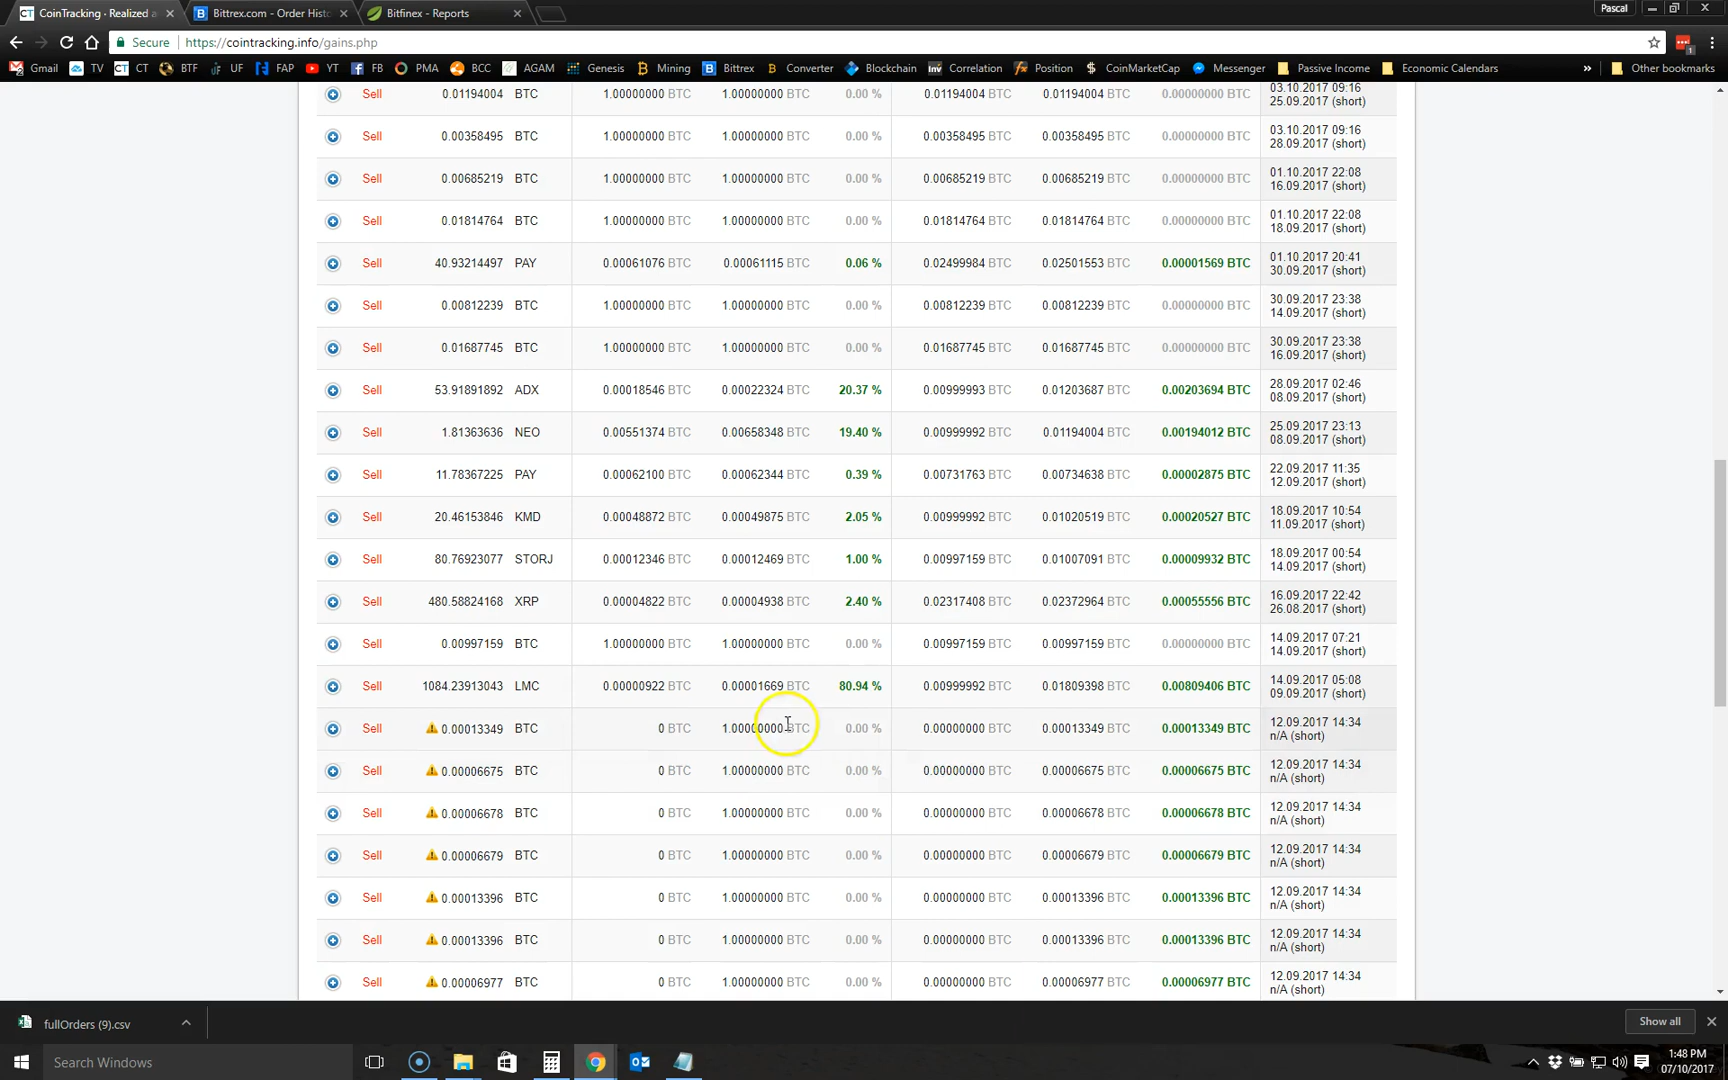 CoinTracking · Realized a
Bittrex.com - Order Hist
Bitfinex - Reports
Pascal
Secure https://cointracking.info/gains.php
Gmail TV CT BTF UF FAP YT FB PMA BCC AGAM Genesis Mining Bittrex Converter Blockchain Correlation Position CoinMarketCap Messenger Passive Income Economic Calendars » Other bookmarks
Sell 0.01194004 BTC 1.00000000 BTC 1.00000000 BTC 0.00 % 0.01194004 BTC 0.01194004 BTC 0.00000000 BTC 03.10.2017 09:16
25.09.2017 (short)
Sell 0.00358495 BTC 1.00000000 BTC 1.00000000 BTC 0.00 % 0.00358495 BTC 0.00358495 BTC 0.00000000 BTC 03.10.2017 09:16
28.09.2017 (short)
Sell 0.00685219 BTC 1.00000000 BTC 1.00000000 BTC 0.00 % 0.00685219 BTC 0.00685219 BTC 0.00000000 BTC 01.10.2017 22:08
16.09.2017 (short)
Sell 0.01814764 BTC 1.00000000 BTC 1.00000000 BTC 0.00 % 0.01814764 BTC 0.01814764 BTC 0.00000000 BTC 01.10.2017 22:08
18.09.2017 (short)
Sell 40.93214497 PAY 0.00061076 BTC 0.00061115 BTC 0.06 % 0.02499984 BTC 0.02501553 BTC 0.00001569 BTC 01.10.2017 20:41
30.09.2017 (short)
Sell 0.00812239 BTC 1.00000000 BTC 1.00000000 BTC 0.00 % 0.00812239 BTC 0.00812239 BTC 0.00000000 BTC 30.09.2017 23:38
14.09.2017 (short)
Sell 0.01687745 BTC 1.00000000 BTC 1.00000000 BTC 0.00 % 0.01687745 BTC 0.01687745 BTC 0.00000000 BTC 30.09.2017 23:38
16.09.2017 (short)
Sell 53.91891892 ADX 0.00018546 BTC 0.00022324 BTC 20.37 % 0.00999993 BTC 0.01203687 BTC 0.00203694 BTC 28.09.2017 02:46
08.09.2017 (short)
Sell 1.81363636 NEO 0.00551374 BTC 0.00658348 BTC 19.40 % 0.00999992 BTC 0.01194004 BTC 0.00194012 BTC 25.09.2017 23:13
08.09.2017 (short)
Sell 11.78367225 PAY 0.00062100 BTC 0.00062344 BTC 0.39 % 0.00731763 BTC 0.00734638 BTC 0.00002875 BTC 22.09.2017 11:35
12.09.2017 (short)
Sell 20.46153846 KMD 0.00048872 BTC 0.00049875 BTC 2.05 % 0.00999992 BTC 0.01020519 BTC 0.00020527 BTC 18.09.2017 10:54
11.09.2017 (short)
Sell 80.76923077 STORJ 0.00012346 BTC 0.00012469 BTC 1.00 % 0.00997159 BTC 0.01007091 BTC 0.00009932 BTC 18.09.2017 00:54
14.09.2017 (short)
Sell 480.58824168 XRP 0.00004822 BTC 0.00004938 BTC 2.40 % 0.02317408 BTC 0.02372964 BTC 0.00055556 BTC 16.09.2017 22:42
26.08.2017 (short)
Sell 0.00997159 BTC 1.00000000 BTC 1.00000000 BTC 0.00 % 0.00997159 BTC 0.00997159 BTC 0.00000000 BTC 14.09.2017 07:21
14.09.2017 (short)
Sell 1084.23913043 LMC 0.00000922 BTC 0.00001669 BTC 80.94 % 0.00999992 BTC 0.01809398 BTC 0.00809406 BTC 14.09.2017 05:08
09.09.2017 (short)
Sell 0.00013349 BTC 0 BTC 1.00000000 BTC 0.00 % 0.00000000 BTC 0.00013349 BTC 0.00013349 BTC 12.09.2017 14:34
n/A (short)
Sell 0.00006675 BTC 0 BTC 1.00000000 BTC 0.00 % 0.00000000 BTC 0.00006675 BTC 0.00006675 BTC 12.09.2017 14:34
n/A (short)
Sell 0.00006678 BTC 0 BTC 1.00000000 BTC 0.00 % 0.00000000 BTC 0.00006678 BTC 0.00006678 BTC 12.09.2017 14:34
n/A (short)
Sell 0.00006679 BTC 0 BTC 1.00000000 BTC 0.00 % 0.00000000 BTC 0.00006679 BTC 0.00006679 BTC 12.09.2017 14:34
n/A (short)
Sell 0.00013396 BTC 0 BTC 1.00000000 BTC 0.00 % 0.00000000 BTC 0.00013396 BTC 0.00013396 BTC 12.09.2017 14:34
n/A (short)
Sell 0.00013396 BTC 0 BTC 1.00000000 BTC 0.00 % 0.00000000 BTC 0.00013396 BTC 0.00013396 BTC 12.09.2017 14:34
n/A (short)
Sell 0.00006977 BTC 0 BTC 1.00000000 BTC 0.00 % 0.00000000 BTC 0.00006977 BTC 0.00006977 BTC 12.09.2017 14:34
n/A (short)
fullOrders (9).csv
Show all
Search Windows
1:48 PM
07/10/2017